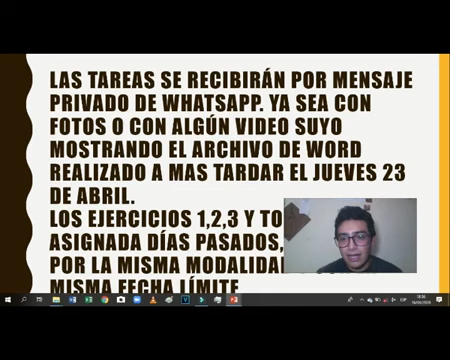 LAS TAREAS SE RECIBIRÁN POR MENSAJE
PRIVADO DE WHATSAPP. YA SEA CON
FOTOS O CON ALGÚN VIDEO SUYO
MOSTRANDO EL ARCHIVO DE WORD
REALIZADO A MAS TARDAR EL JUEVES 23
DE ABRIL.
LOS EJERCICIOS 1,2,3 Y TO
ASIGNADA DÍAS PASADOS,
POR LA MISMA MODALIDA
MISMA FECHA LÍMITE
ESP